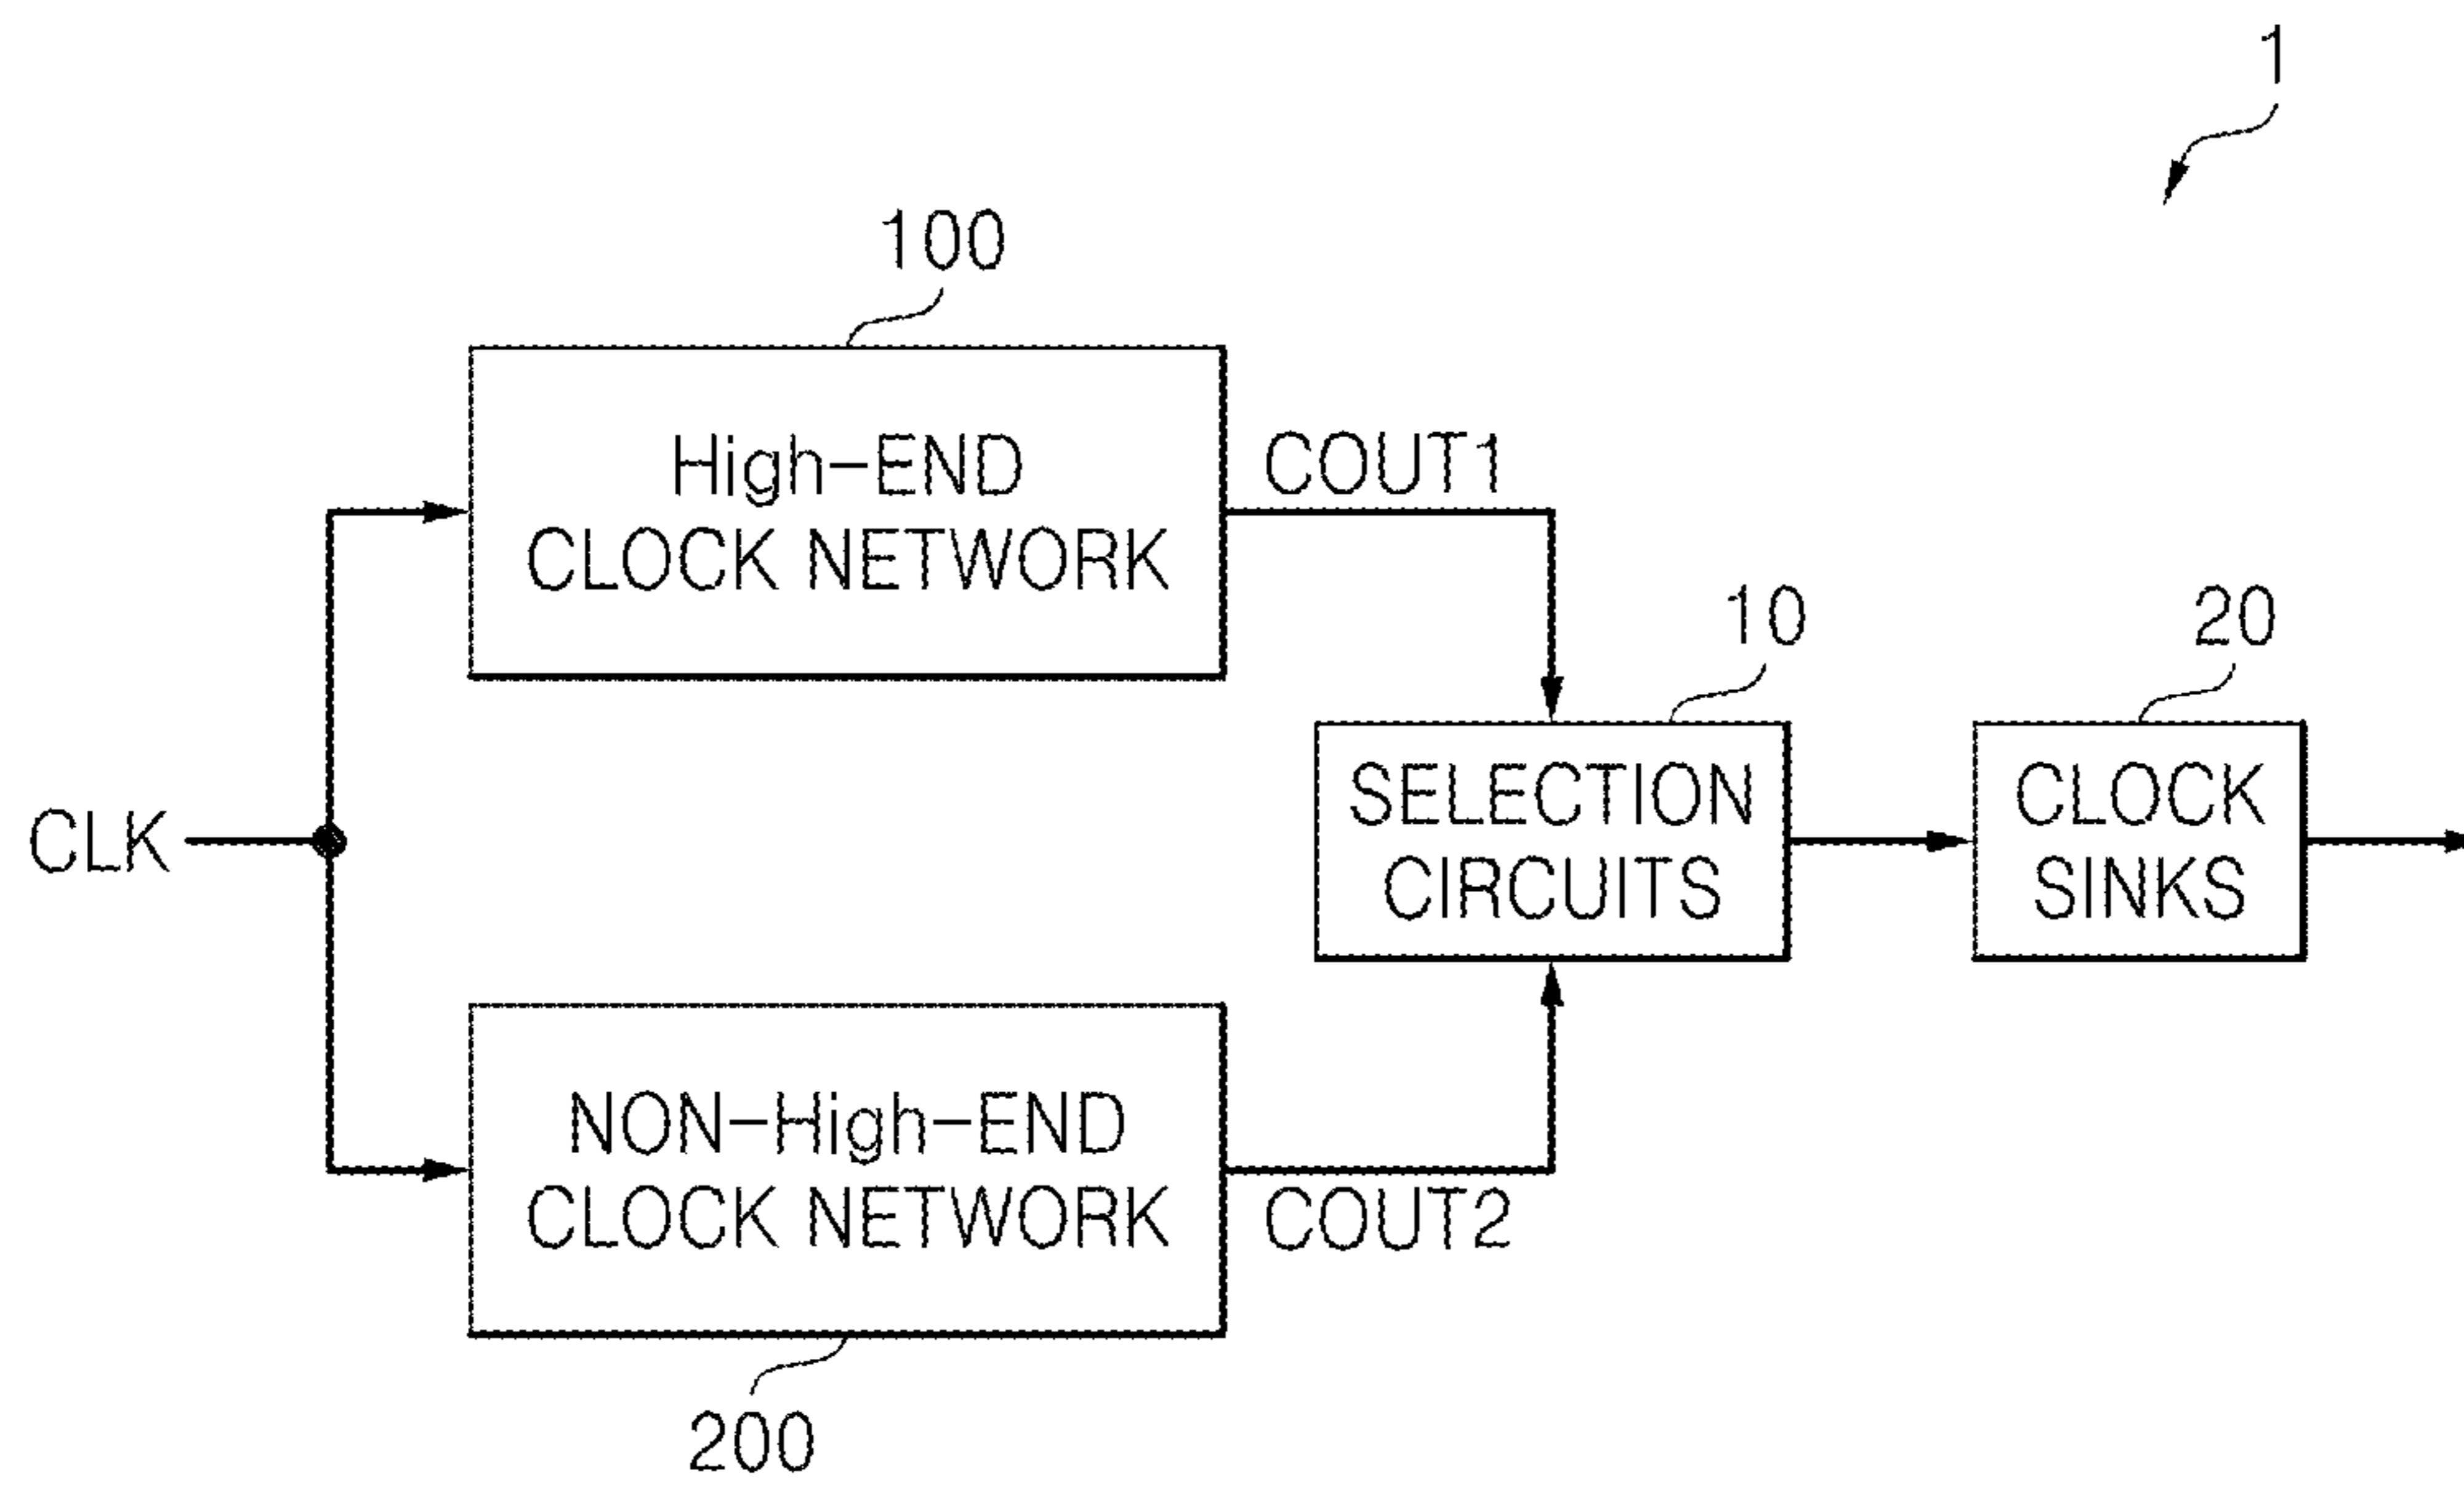 1
100
High-END
CLOCK NETWORK
COUT1
10
20
SELECTION
CIRCUITS
CLOCK
SINKS
CLK
NON-High-END
CLOCK NETWORK
COUT2
200